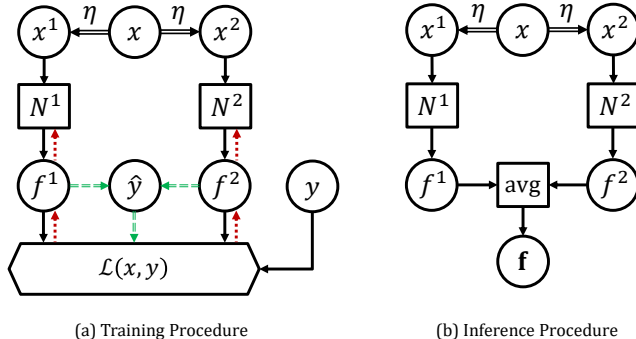 x¹ η x η x²
N¹ N²
f¹ ŷ f² y
ℒ(x, y)
(a) Training Procedure
x¹ η x η x²
N¹ N²
f¹ avg f²
f
(b) Inference Procedure